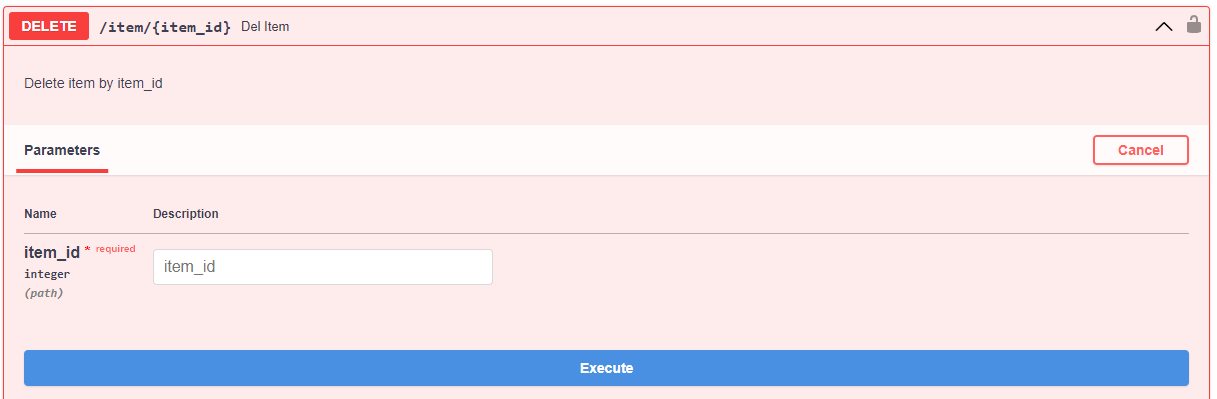 DELETE /item/{item_id} Del Item
Delete item by item_id
Parameters Cancel
Name Description
item_id * required item_id
integer
(path)
Execute